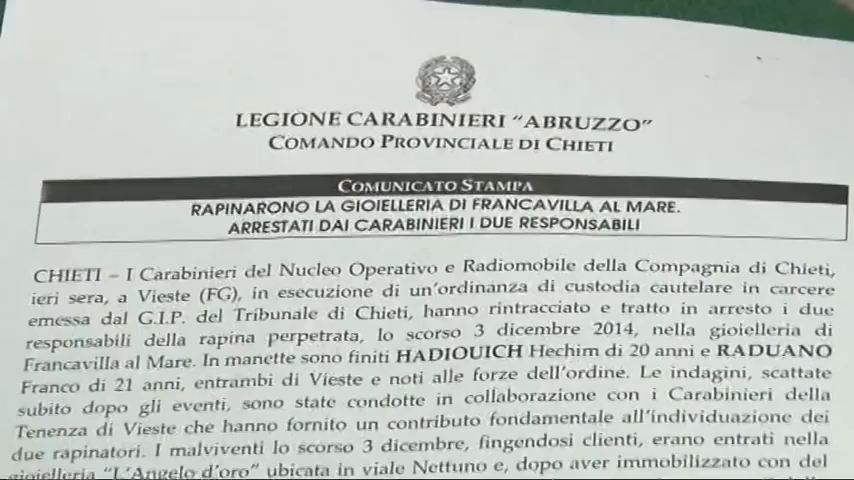 LEGIONE CARABINIERI "ABRUZZO"
COMANDO PROVINCIALE DI CHIETI
COMUNICATO STAMPA
RAPINARONO LA GIOIELLERIA DI FRANCAVILLA AL MARE.
ARRESTATI DAI CARABINIERI I DUE RESPONSABILI
CHIETI – I Carabinieri del Nucleo Operativo e Radiomobile della Compagnia di Chieti,
ieri sera, a Vieste (FG), in esecuzione di un'ordinanza di custodia cautelare in carcere
emessa dal G.I.P. del Tribunale di Chieti, hanno rintracciato e tratto in arresto i due
responsabili della rapina perpetrata, lo scorso 3 dicembre 2014, nella gioielleria di
Francavilla al Mare. In manette sono finiti HADIOUICH Hechim di 20 anni e RADUANO
Franco di 21 anni, entrambi di Vieste e noti alle forze dell'ordine. Le indagini, scattate
subito dopo gli eventi, sono state condotte in collaborazione con i Carabinieri della
Tenenza di Vieste che hanno fornito un contributo fondamentale all'individuazione dei
due rapinatori. I malviventi lo scorso 3 dicembre, fingendosi clienti, erano entrati nella
gioielleria "L'Angelo d'oro" ubicata in viale Nettuno e, dopo aver immobilizzato con del